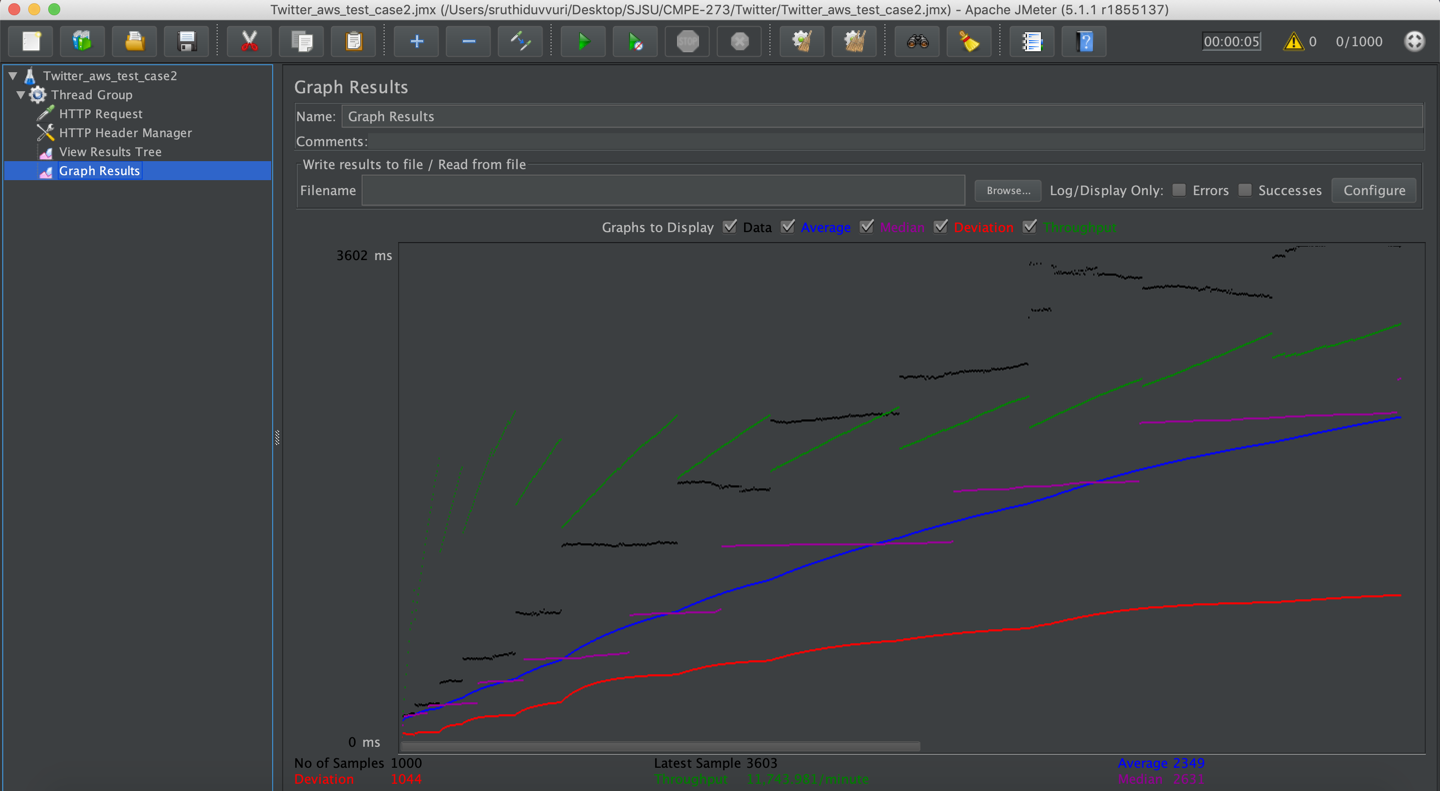 Twitter_aws_test_case2.jmx (/Users/sruthiduvvuri/Desktop/SJSU/CMPE-273/Twitter/Twitter_aws_test_case2.jmx) - Apache JMeter (5.1.1 r1855137)
STOP 00:00:05 0 0/1000
Twitter_aws_test_case2
Thread Group
HTTP Request
HTTP Header Manager
View Results Tree
Graph Results
Graph Results
Name: Graph Results
Comments:
Write results to file / Read from file
Filename Browse... Log/Display Only: Errors Successes Configure
Graphs to Display Data Average Median Deviation Throughput
3602 ms
0 ms
No of Samples 1000 Latest Sample 3603 Average 2349
Deviation 1044 Throughput 11,743.981/minute Median